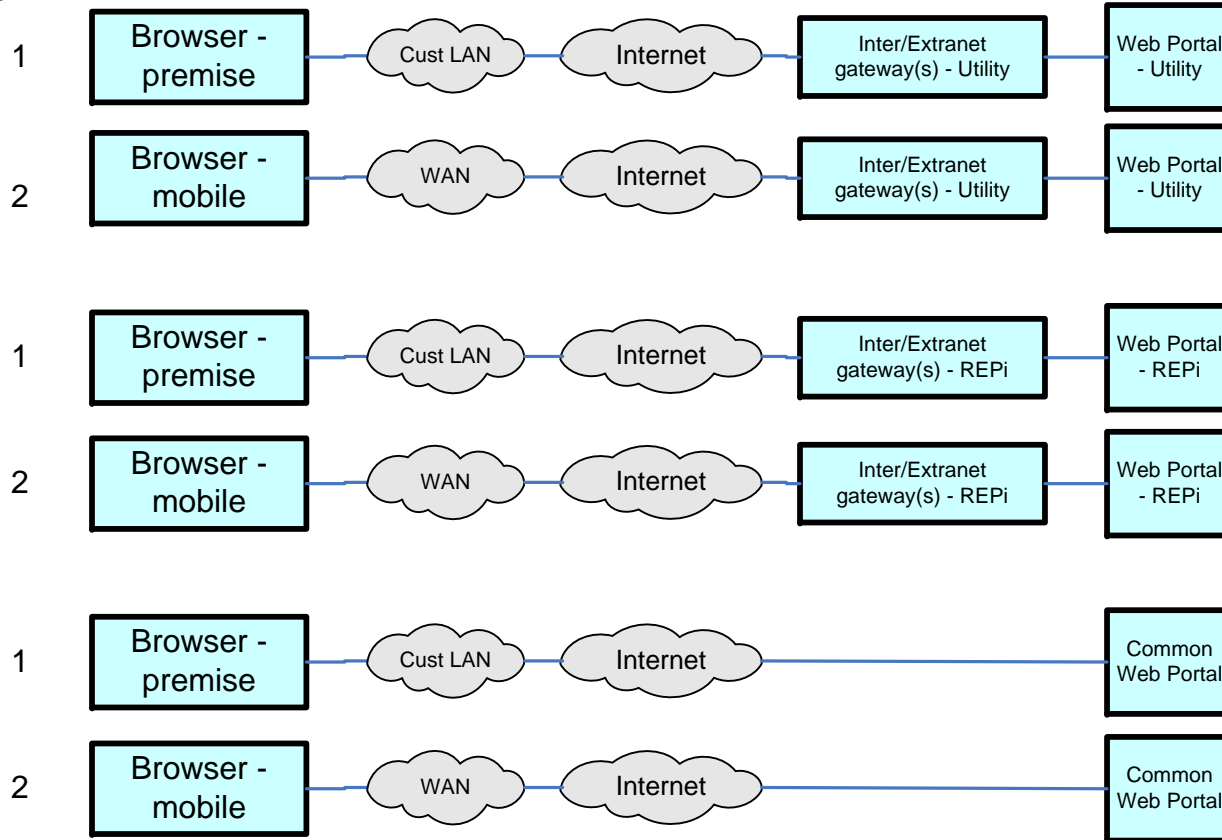 1
Browser -
premise
Cust LAN
Internet
Inter/Extranet
gateway(s) - Utility
Web Portal
- Utility
2
Browser -
mobile
WAN
Internet
Inter/Extranet
gateway(s) - Utility
Web Portal
- Utility
1
Browser -
premise
Cust LAN
Internet
Inter/Extranet
gateway(s) - REPi
Web Portal
- REPi
2
Browser -
mobile
WAN
Internet
Inter/Extranet
gateway(s) - REPi
Web Portal
- REPi
1
Browser -
premise
Cust LAN
Internet
Common
Web Portal
2
Browser -
mobile
WAN
Internet
Common
Web Portal